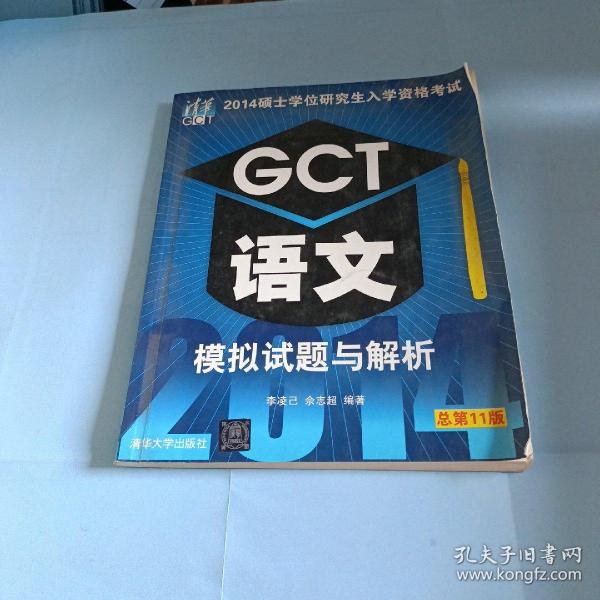 清华
GCT
2014硕士学位研究生入学资格考试
GCT
语文
2014
模拟试题与解析
李凌己 佘志超 编著
总第11版
清华大学出版社
孔夫子旧书网
www.kongfz.com